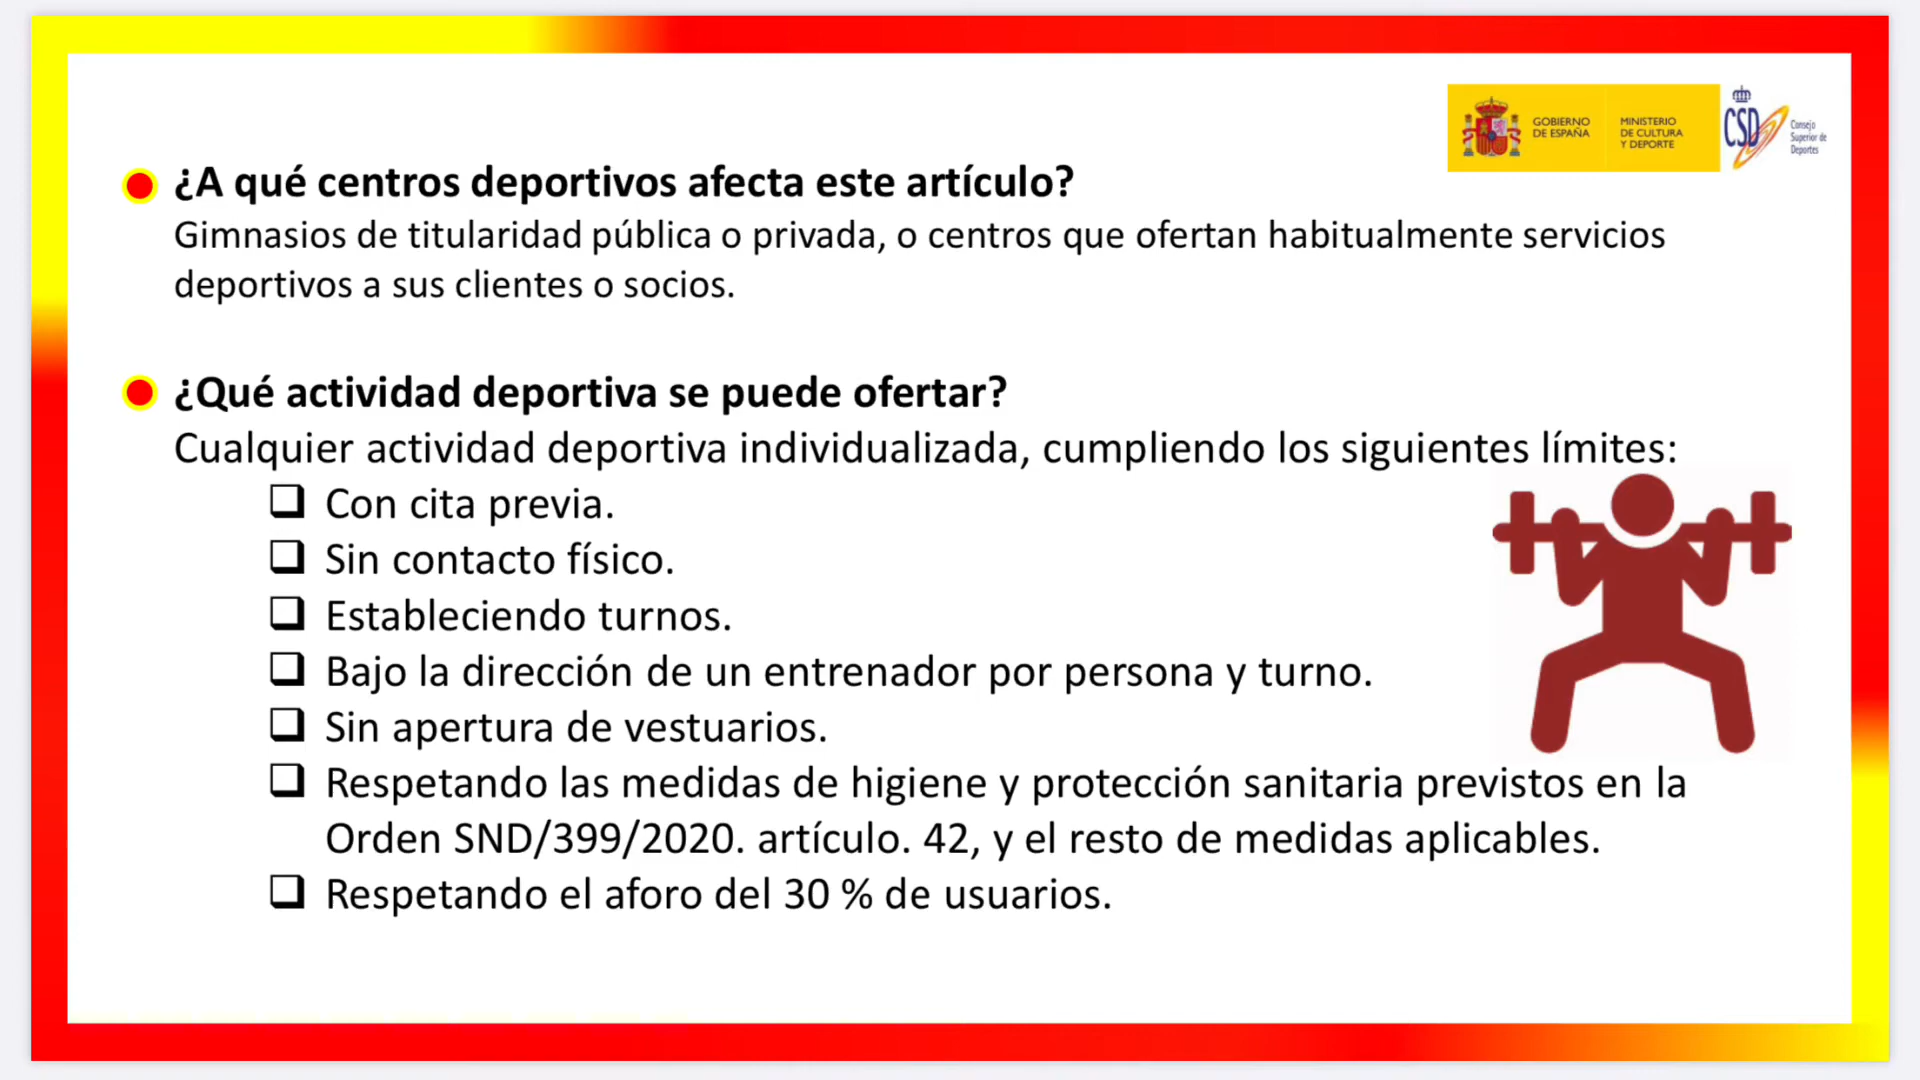 GOBIERNO
DE ESPAÑA
MINISTERIO
DE CULTURA
Y DEPORTE
CSD
Consejo
Superior de
Deportes
¿A qué centros deportivos afecta este artículo?
Gimnasios de titularidad pública o privada, o centros que ofertan habitualmente servicios
deportivos a sus clientes o socios.
¿Qué actividad deportiva se puede ofertar?
Cualquier actividad deportiva individualizada, cumpliendo los siguientes límites:
Con cita previa.
Sin contacto físico.
Estableciendo turnos.
Bajo la dirección de un entrenador por persona y turno.
Sin apertura de vestuarios.
Respetando las medidas de higiene y protección sanitaria previstos en la
Orden SND/399/2020. artículo. 42, y el resto de medidas aplicables.
Respetando el aforo del 30 % de usuarios.